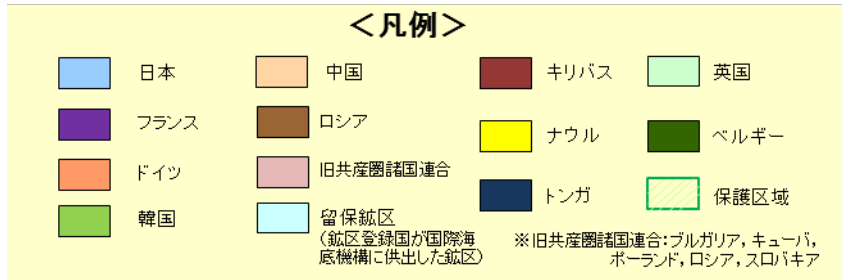 ＜凡例＞
日本
中国
キリバス
英国
フランス
ロシア
ナウル
ベルギー
ドイツ
旧共産圏諸国連合
トンガ
保護区域
韓国
留保鉱区
（鉱区登録国が国際海
底機構に供出した鉱区）
※旧共産圏諸国連合：ブルガリア，キューバ，
ポーランド，ロシア，スロバキア